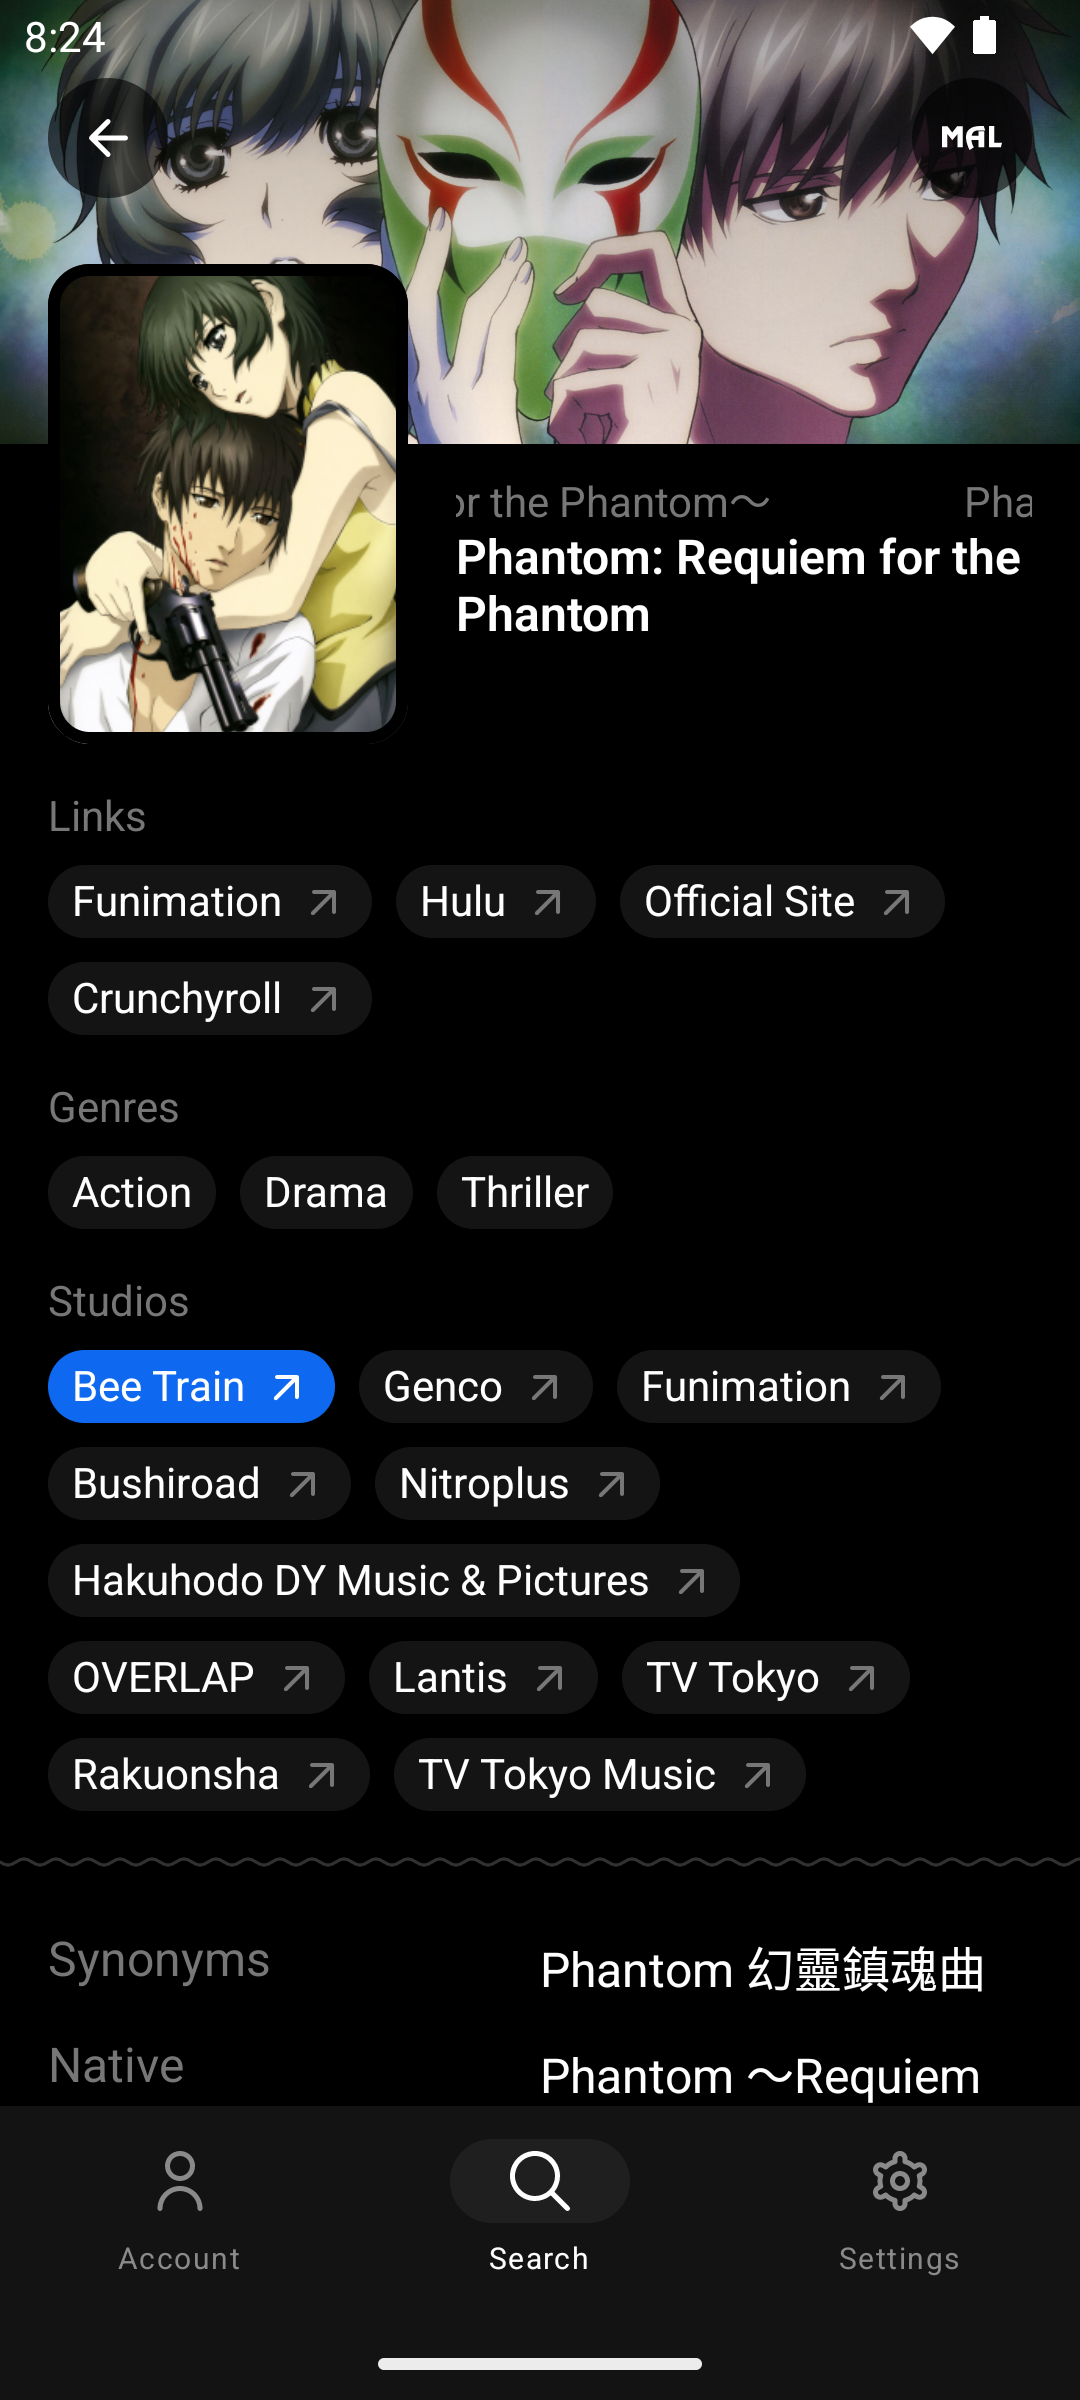 8:24
MAL
or the Phantom～ Pha
Phantom: Requiem for the
Phantom
Links
Funimation
Hulu
Official Site
Crunchyroll
Genres
Action
Drama
Thriller
Studios
Bee Train
Genco
Funimation
Bushiroad
Nitroplus
Hakuhodo DY Music & Pictures
OVERLAP
Lantis
TV Tokyo
Rakuonsha
TV Tokyo Music
Synonyms
Phantom 幻靈鎮魂曲
Native
Phantom ～Requiem
Account
Search
Settings